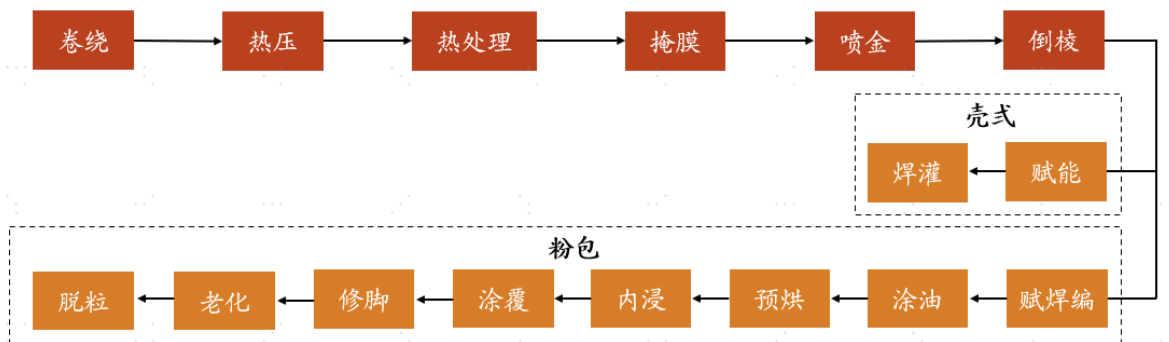 卷绕 热压 热处理 掩膜 喷金 倒棱
壳式
焊灌 赋能
粉包
脱粒 老化 修脚 涂覆 内浸 预烘 涂油 赋焊编